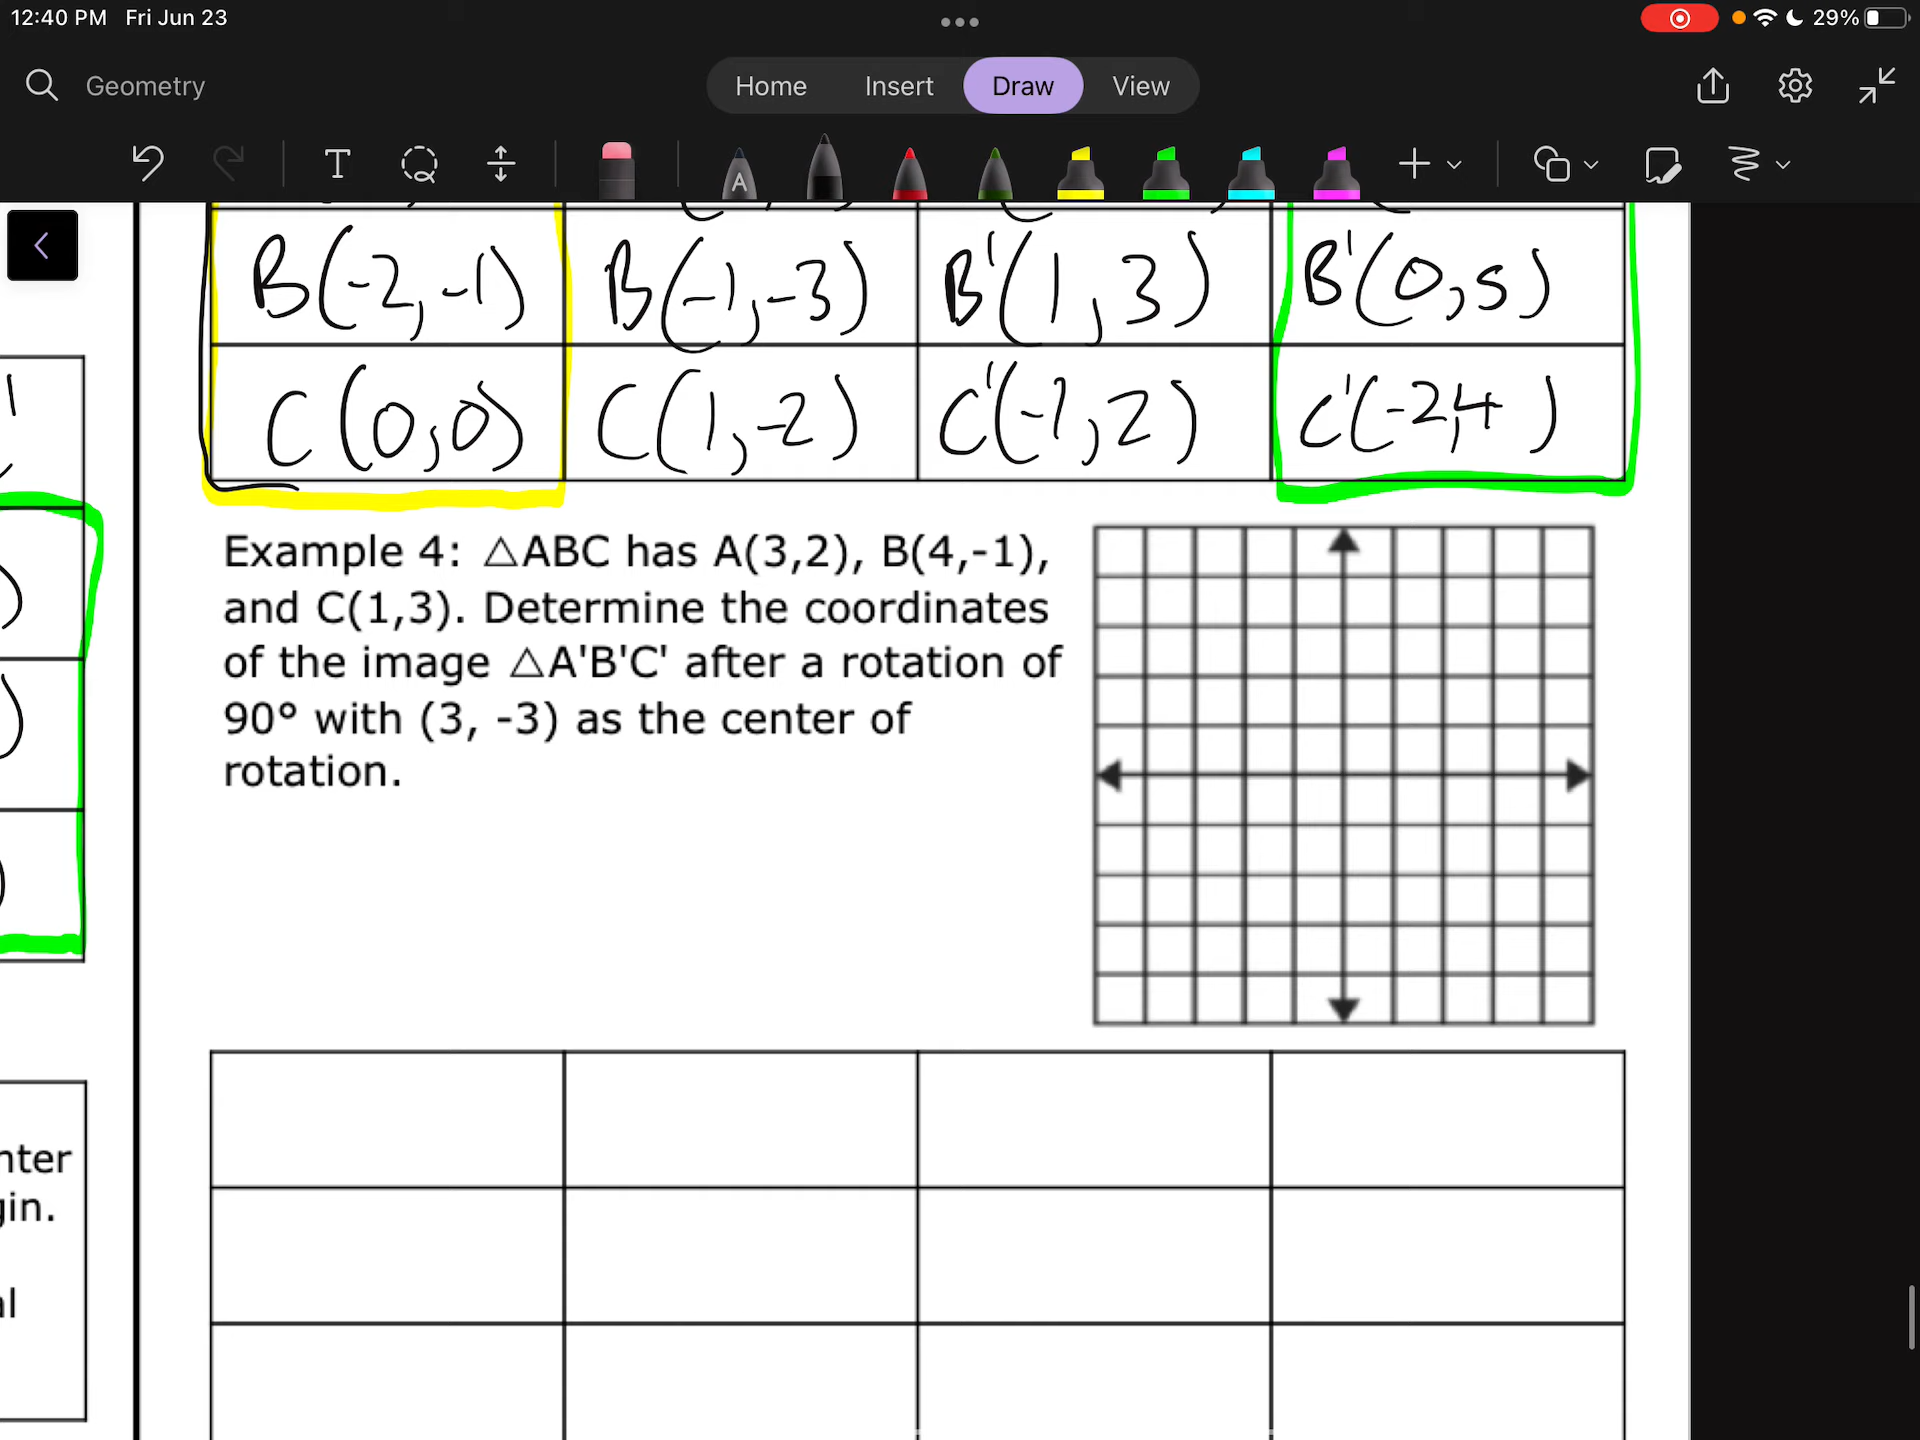 12:40 PM Fri Jun 23
29%
Geometry
Home Insert Draw View
T
A
B(-2,-1) B(-1,-3) B'(1,3) B'(0,5)
C(0,0) C(1,-2) C'(-1,2) C'(-2,4)
Example 4: △ABC has A(3,2), B(4,-1),
and C(1,3). Determine the coordinates
of the image △A'B'C' after a rotation of
90° with (3, -3) as the center of
rotation.